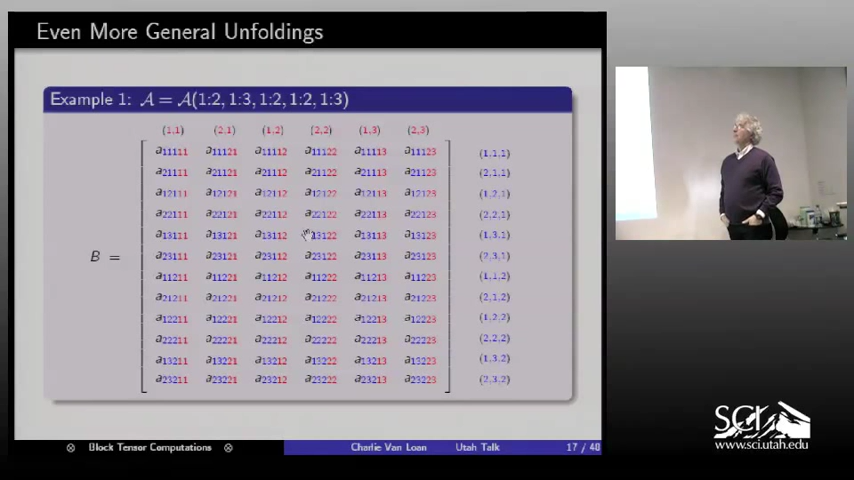 Even More General Unfoldings
Example 1: 𝒜 = 𝒜(1:2, 1:3, 1:2, 1:2, 1:3)
(1,1) (2,1) (1,2) (2,2) (1,3) (2,3)
a11111 a11121 a11112 a11122 a11113 a11123 (1,1,1)
a21111 a21121 a21112 a21122 a21113 a21123 (2,1,1)
a12111 a12121 a12112 a12122 a12113 a12123 (1,2,1)
a22111 a22121 a22112 a22122 a22113 a22123 (2,2,1)
a13111 a13121 a13112 13122 a13113 a13123 (1,3,1)
B = a23111 a23121 a23112 a23122 a23113 a23123 (2,3,1)
a11211 a11221 a11212 a11222 a11213 a11223 (1,1,2)
a21211 a21221 a21212 a21222 a21213 a21223 (2,1,2)
a12211 a12221 a12212 a12222 a12213 a12223 (1,2,2)
a22211 a22221 a22212 a22222 a22213 a22223 (2,2,2)
a13211 a13221 a13212 a13222 a13213 a13223 (1,3,2)
a23211 a23221 a23212 a23222 a23213 a23223 (2,3,2)
⊗ Block Tensor Computations ⊗ Charlie Van Loan Utah Talk 17 / 40
SCI
www.sci.utah.edu